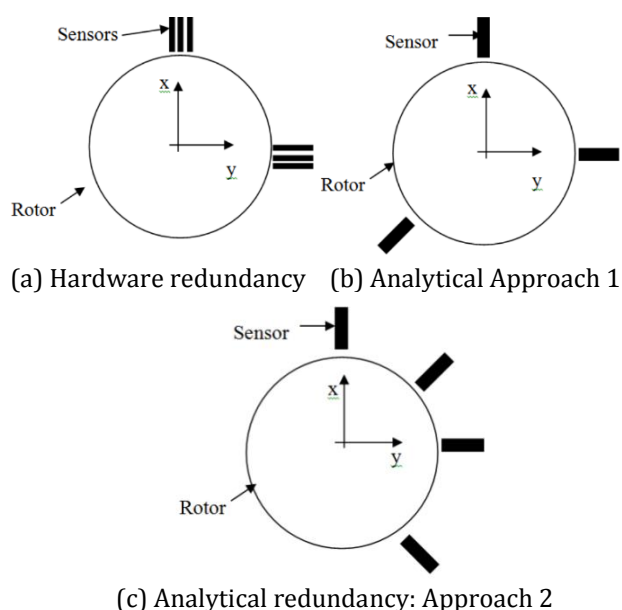 Sensors
x
y
Rotor
(a) Hardware redundancy
Sensor
x
y
Rotor
(b) Analytical Approach 1
Sensor
x
y
Rotor
(c) Analytical redundancy: Approach 2